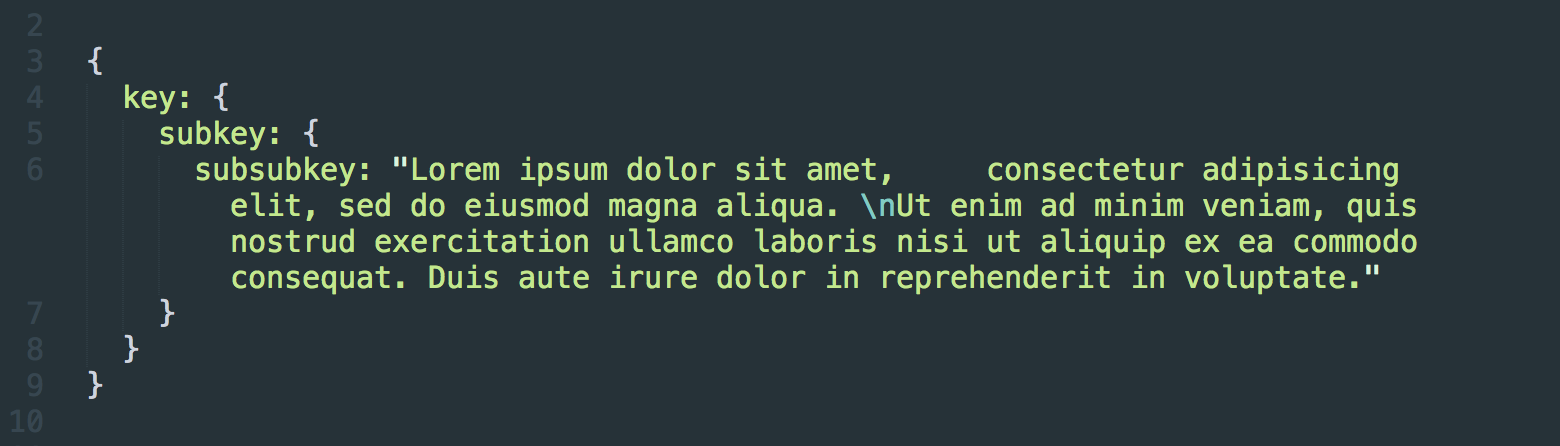 2
3 {
4   key: {
5     subkey: {
6       subsubkey: "Lorem ipsum dolor sit amet,     consectetur adipisicing
        elit, sed do eiusmod magna aliqua. \nUt enim ad minim veniam, quis
        nostrud exercitation ullamco laboris nisi ut aliquip ex ea commodo
        consequat. Duis aute irure dolor in reprehenderit in voluptate."
7     }
8   }
9 }
10